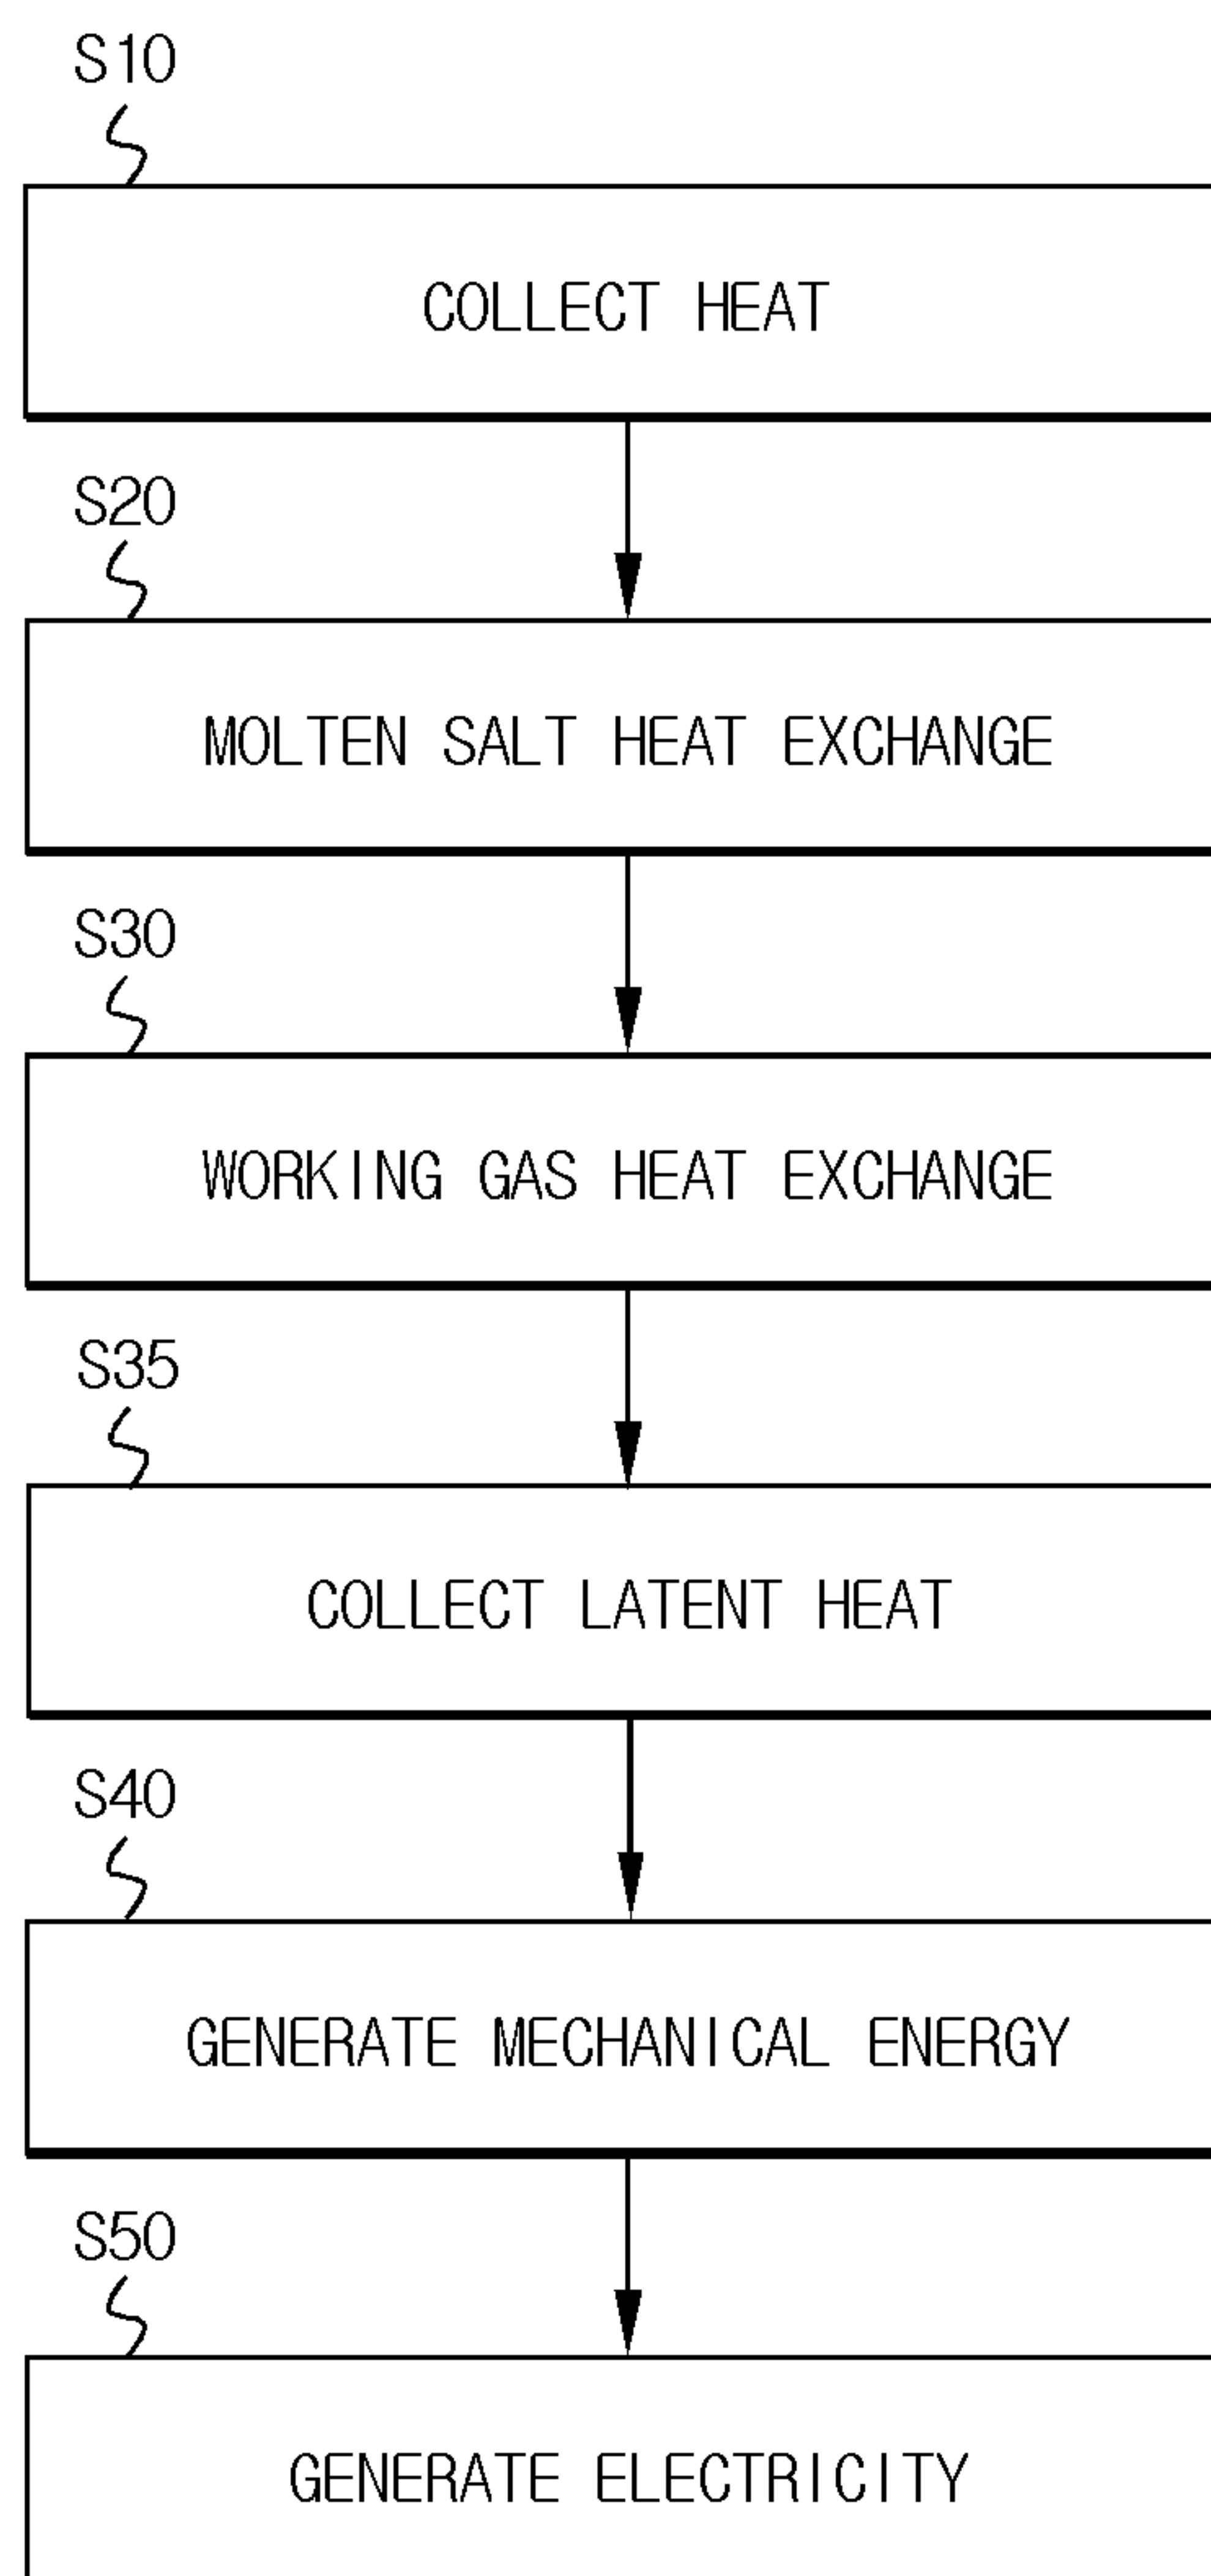 S10
COLLECT HEAT
S20
MOLTEN SALT HEAT EXCHANGE
S30
WORKING GAS HEAT EXCHANGE
S35
COLLECT LATENT HEAT
S40
GENERATE MECHANICAL ENERGY
S50
GENERATE ELECTRICITY